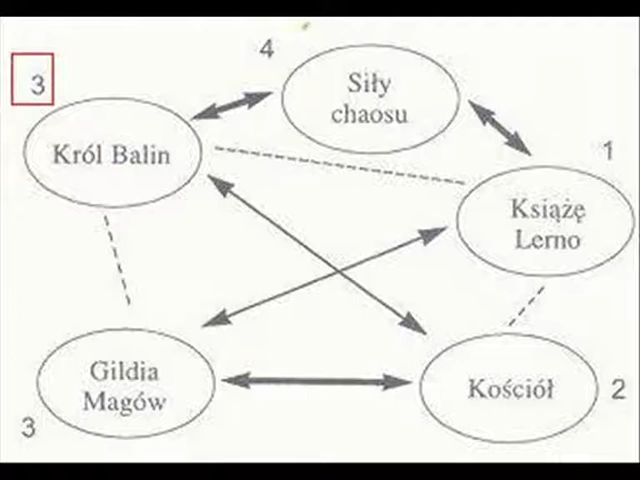 4
3
Siły
chaosu
Król Balin
1
Książę
Lerno
Gildia
Magów
Kościół
2
3